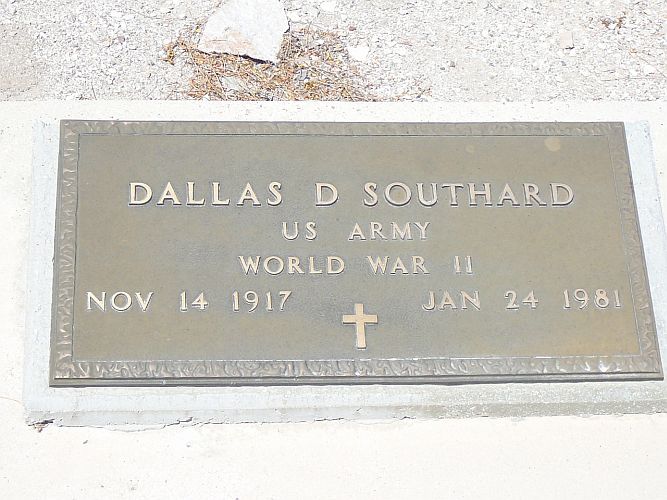 DALLAS D SOUTHARD
US ARMY
WORLD WAR II
NOV 14 1917 JAN 24 1981